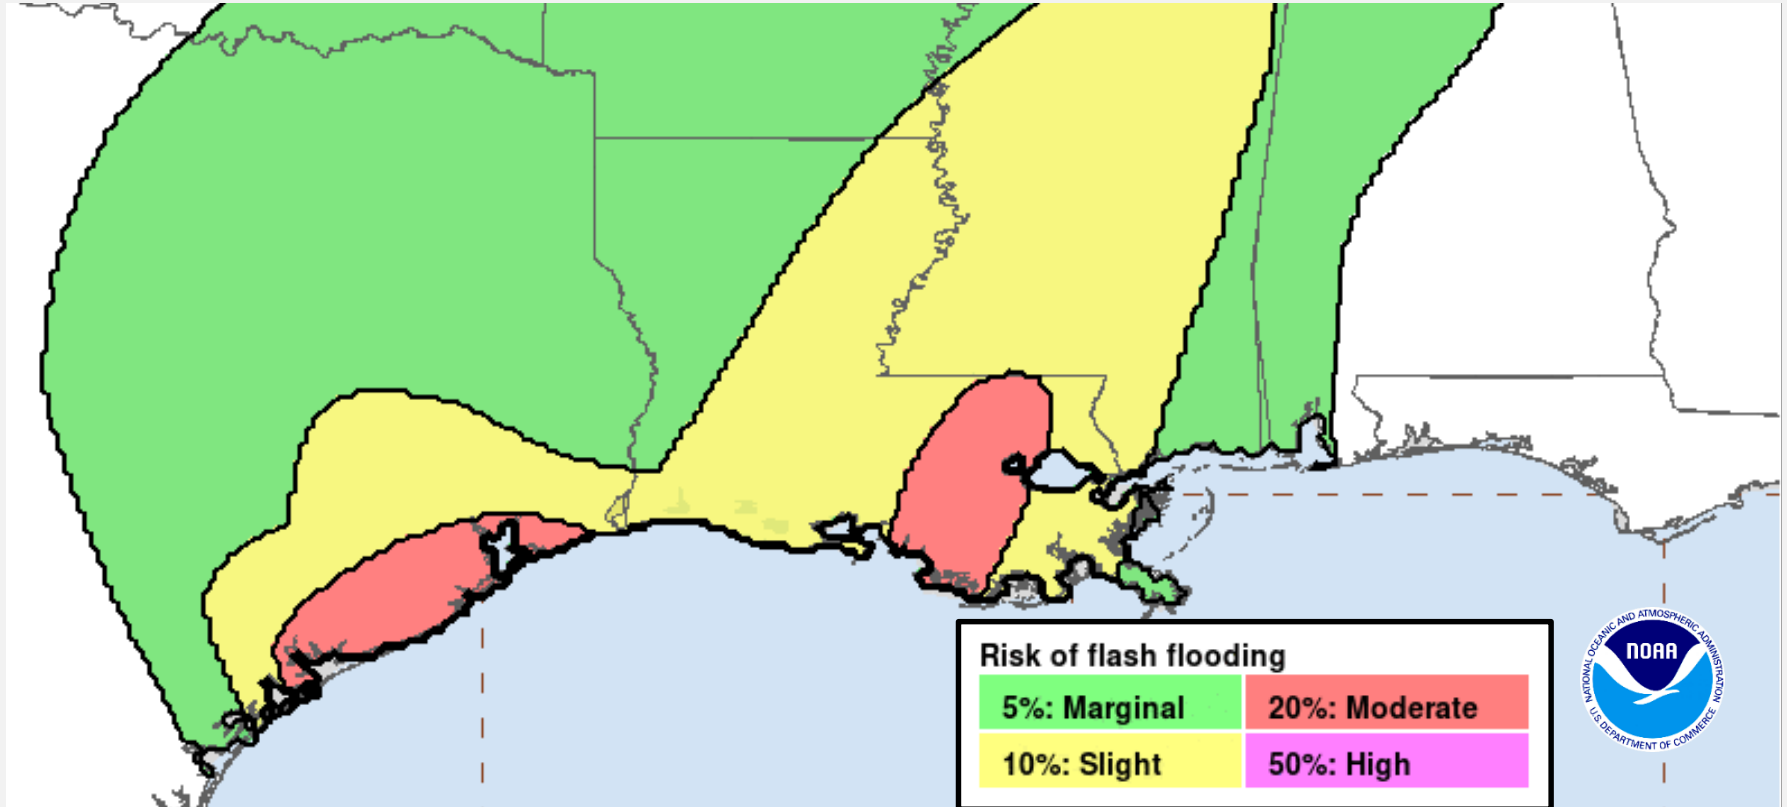 Risk of flash flooding
5%: Marginal
20%: Moderate
10%: Slight
50%: High
NATIONAL OCEANIC AND ATMOSPHERIC ADMINISTRATION
NOAA
U.S. DEPARTMENT OF COMMERCE